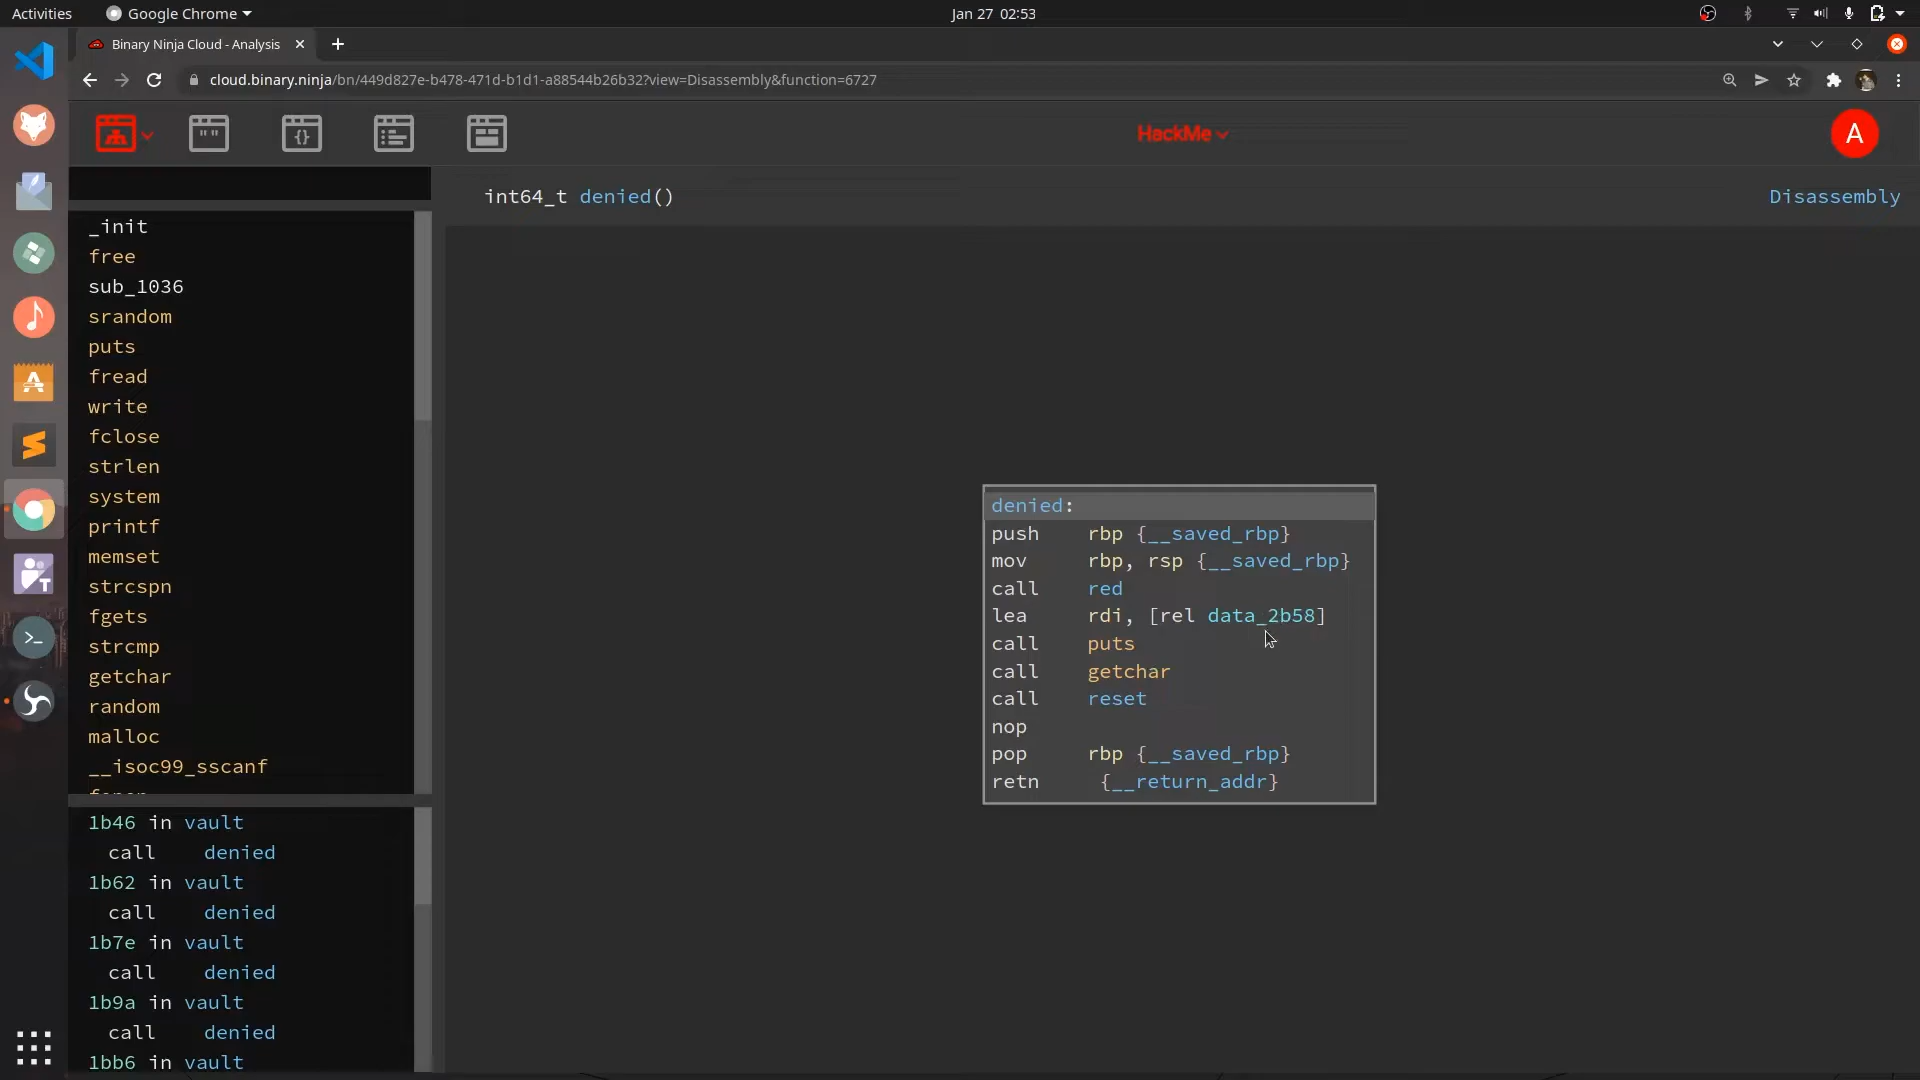 Activities
Google Chrome
Jan 27 02:53
Binary Ninja Cloud - Analysis
cloud.binary.ninja/bn/449d827e-b478-471d-b1d1-a88544b26b32?view=Disassembly&function=6727
HackMe
A
int64_t denied()
Disassembly
_init
free
sub_1036
srandom
puts
fread
write
fclose
strlen
system
printf
memset
strcspn
fgets
strcmp
getchar
random
malloc
__isoc99_sscanf
denied:
push rbp {__saved_rbp}
mov rbp, rsp {__saved_rbp}
call red
lea rdi, [rel data_2b58]
call puts
call getchar
call reset
nop
pop rbp {__saved_rbp}
retn {__return_addr}
1b46 in vault
call denied
1b62 in vault
call denied
1b7e in vault
call denied
1b9a in vault
call denied
1bb6 in vault